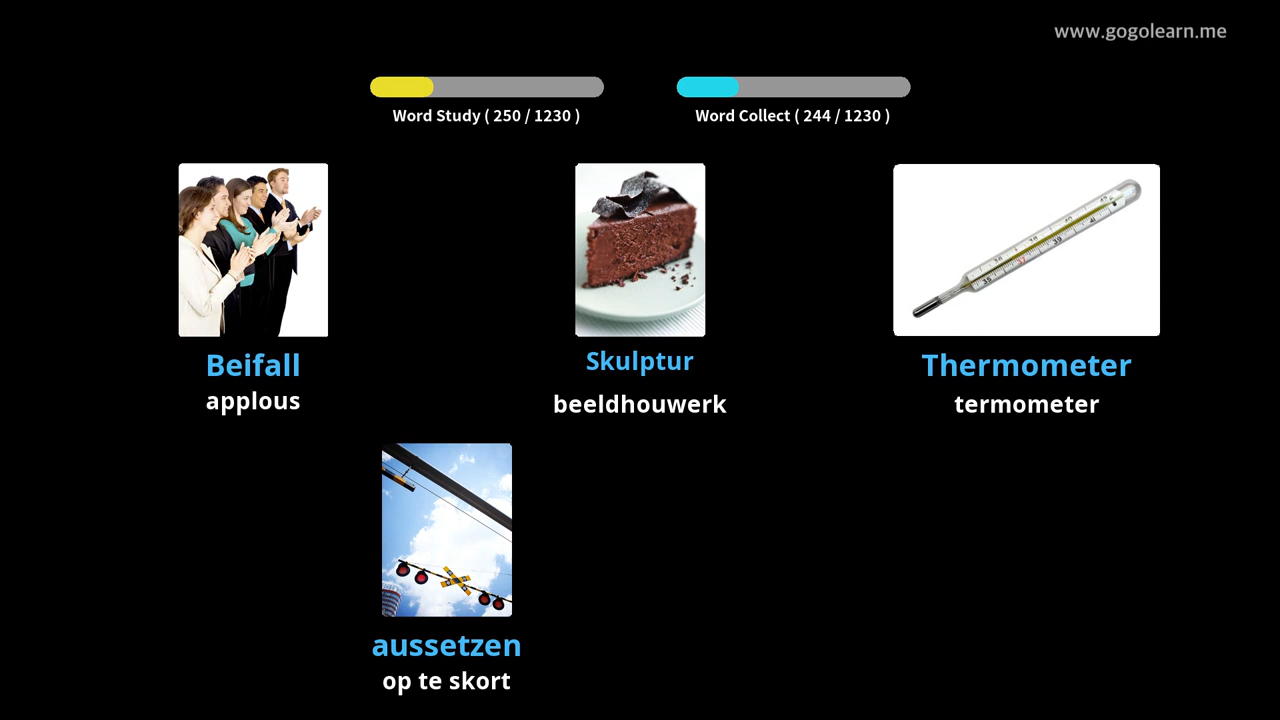 www.gogolearn.me
Word Study ( 250 / 1230 )
Word Collect ( 244 / 1230 )
Beifall
applous
Skulptur
beeldhouwerk
Thermometer
termometer
aussetzen
op te skort